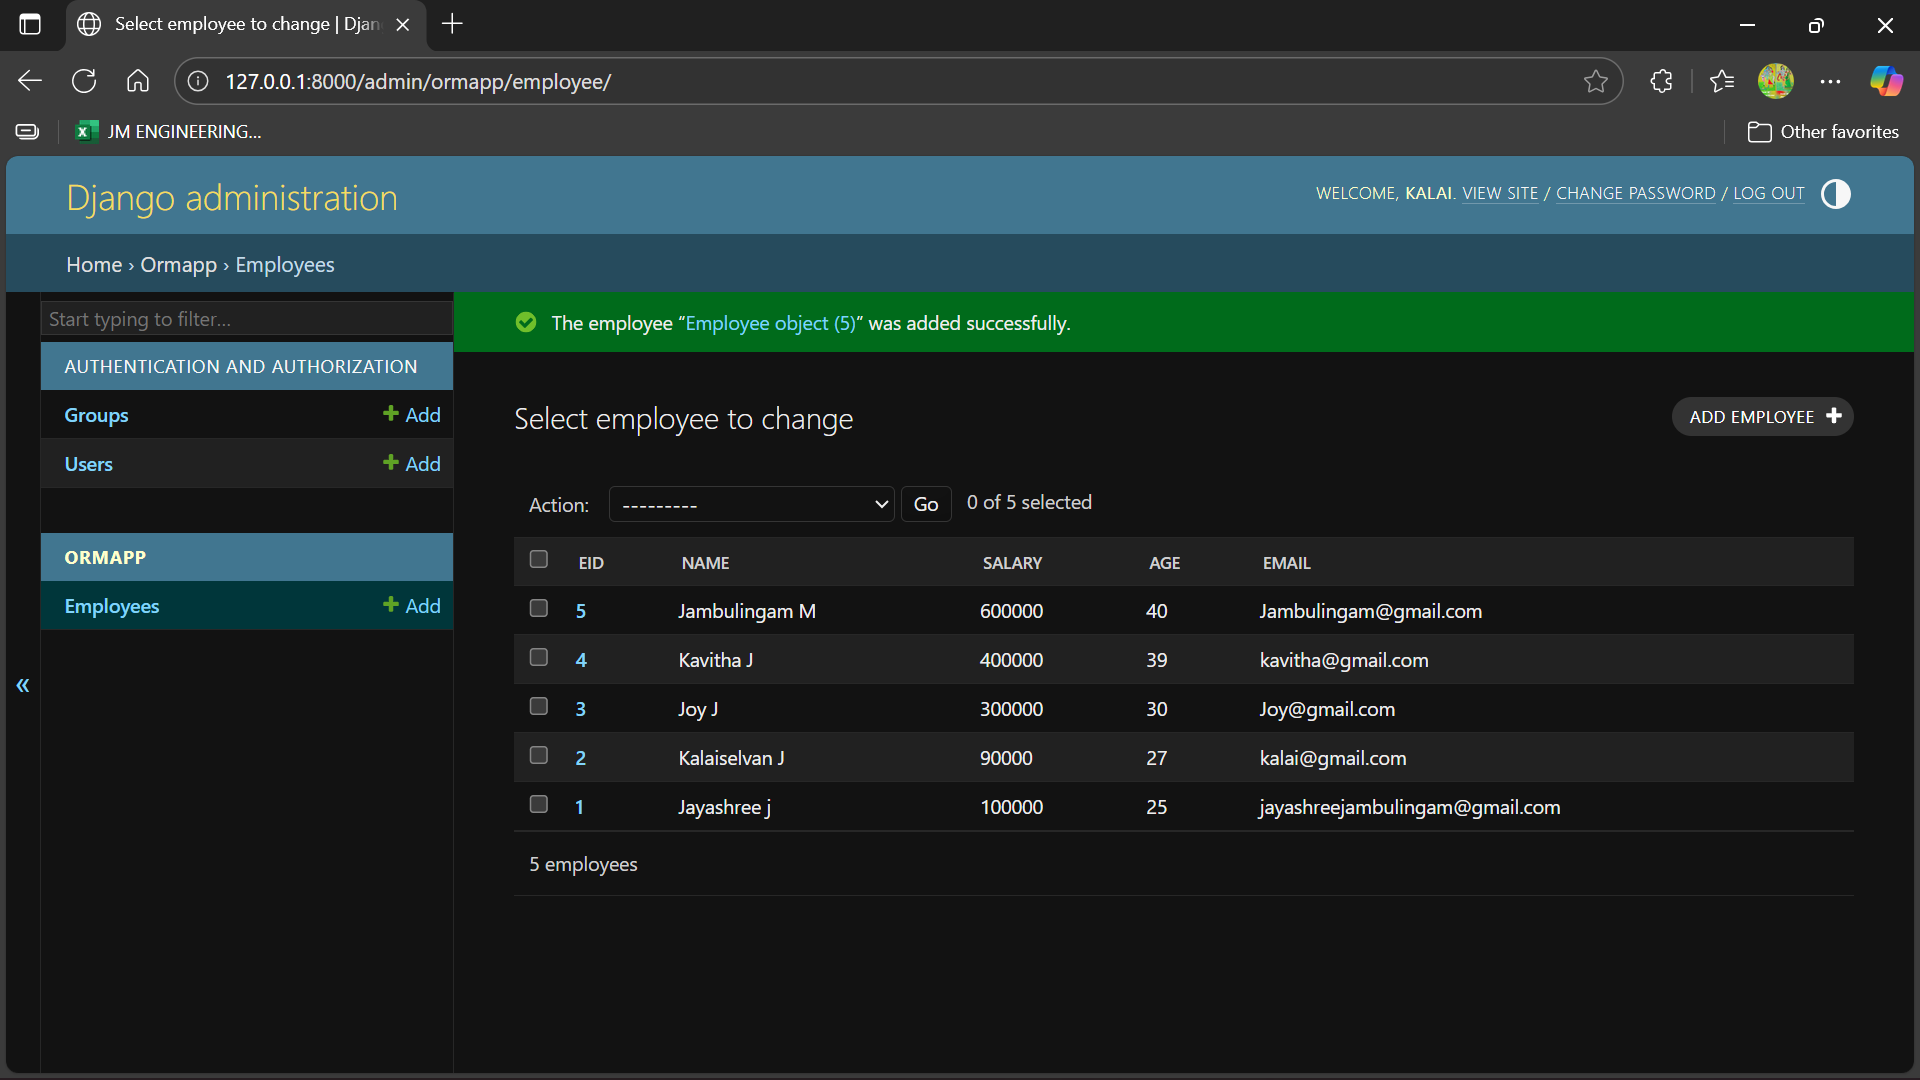 Select employee to change | Djan
127.0.0.1:8000/admin/ormapp/employee/
JM ENGINEERING...
Other favorites
Django administration
WELCOME, KALAI. VIEW SITE / CHANGE PASSWORD / LOG OUT
Home › Ormapp › Employees
Start typing to filter...
AUTHENTICATION AND AUTHORIZATION
Groups + Add
Users + Add
ORMAPP
Employees + Add
«
The employee “Employee object (5)” was added successfully.
Select employee to change
ADD EMPLOYEE +
Action: --------- Go 0 of 5 selected
EID NAME SALARY AGE EMAIL
5 Jambulingam M 600000 40 Jambulingam@gmail.com
4 Kavitha J 400000 39 kavitha@gmail.com
3 Joy J 300000 30 Joy@gmail.com
2 Kalaiselvan J 90000 27 kalai@gmail.com
1 Jayashree j 100000 25 jayashreejambulingam@gmail.com
5 employees